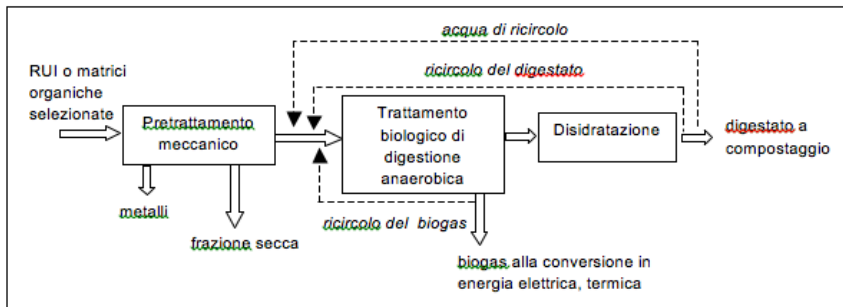 acqua di ricircolo
ricircolo del digestato
RUI o matrici
organiche
selezionate
Pretrattamento
meccanico
Trattamento
biologico di
digestione
anaerobica
Disidratazione
digestato a
compostaggio
metalli
frazione secca
ricircolo del biogas
biogas alla conversione in
energia elettrica, termica